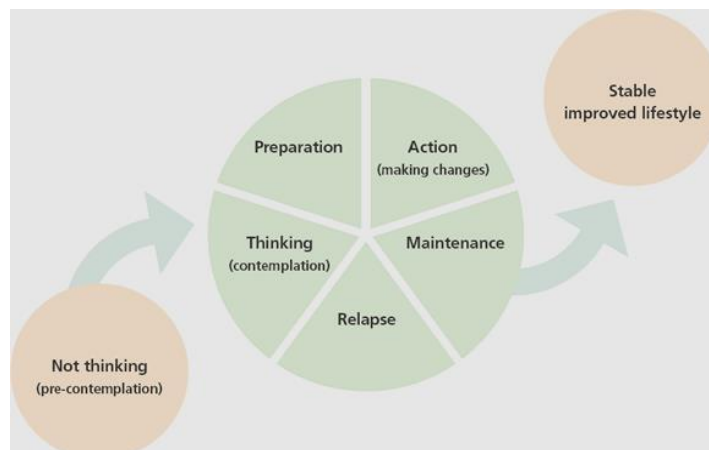 Stable
improved lifestyle
Preparation
Action
(making changes)
Thinking
(contemplation)
Maintenance
Relapse
Not thinking
(pre-contemplation)